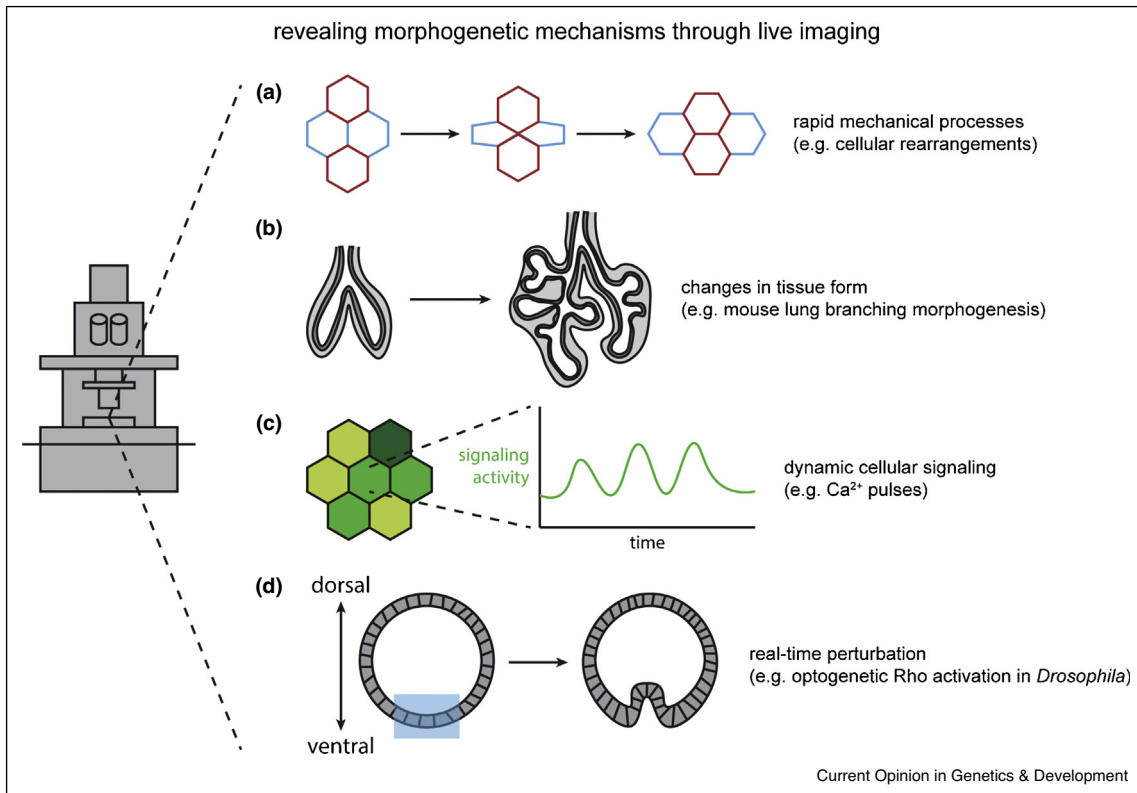 revealing morphogenetic mechanisms through live imaging
(a)
rapid mechanical processes
(e.g. cellular rearrangements)
(b)
changes in tissue form
(e.g. mouse lung branching morphogenesis)
(c)
signaling
activity
time
dynamic cellular signaling
(e.g. Ca²⁺ pulses)
(d)
dorsal
ventral
real-time perturbation
(e.g. optogenetic Rho activation in Drosophila)
Current Opinion in Genetics & Development